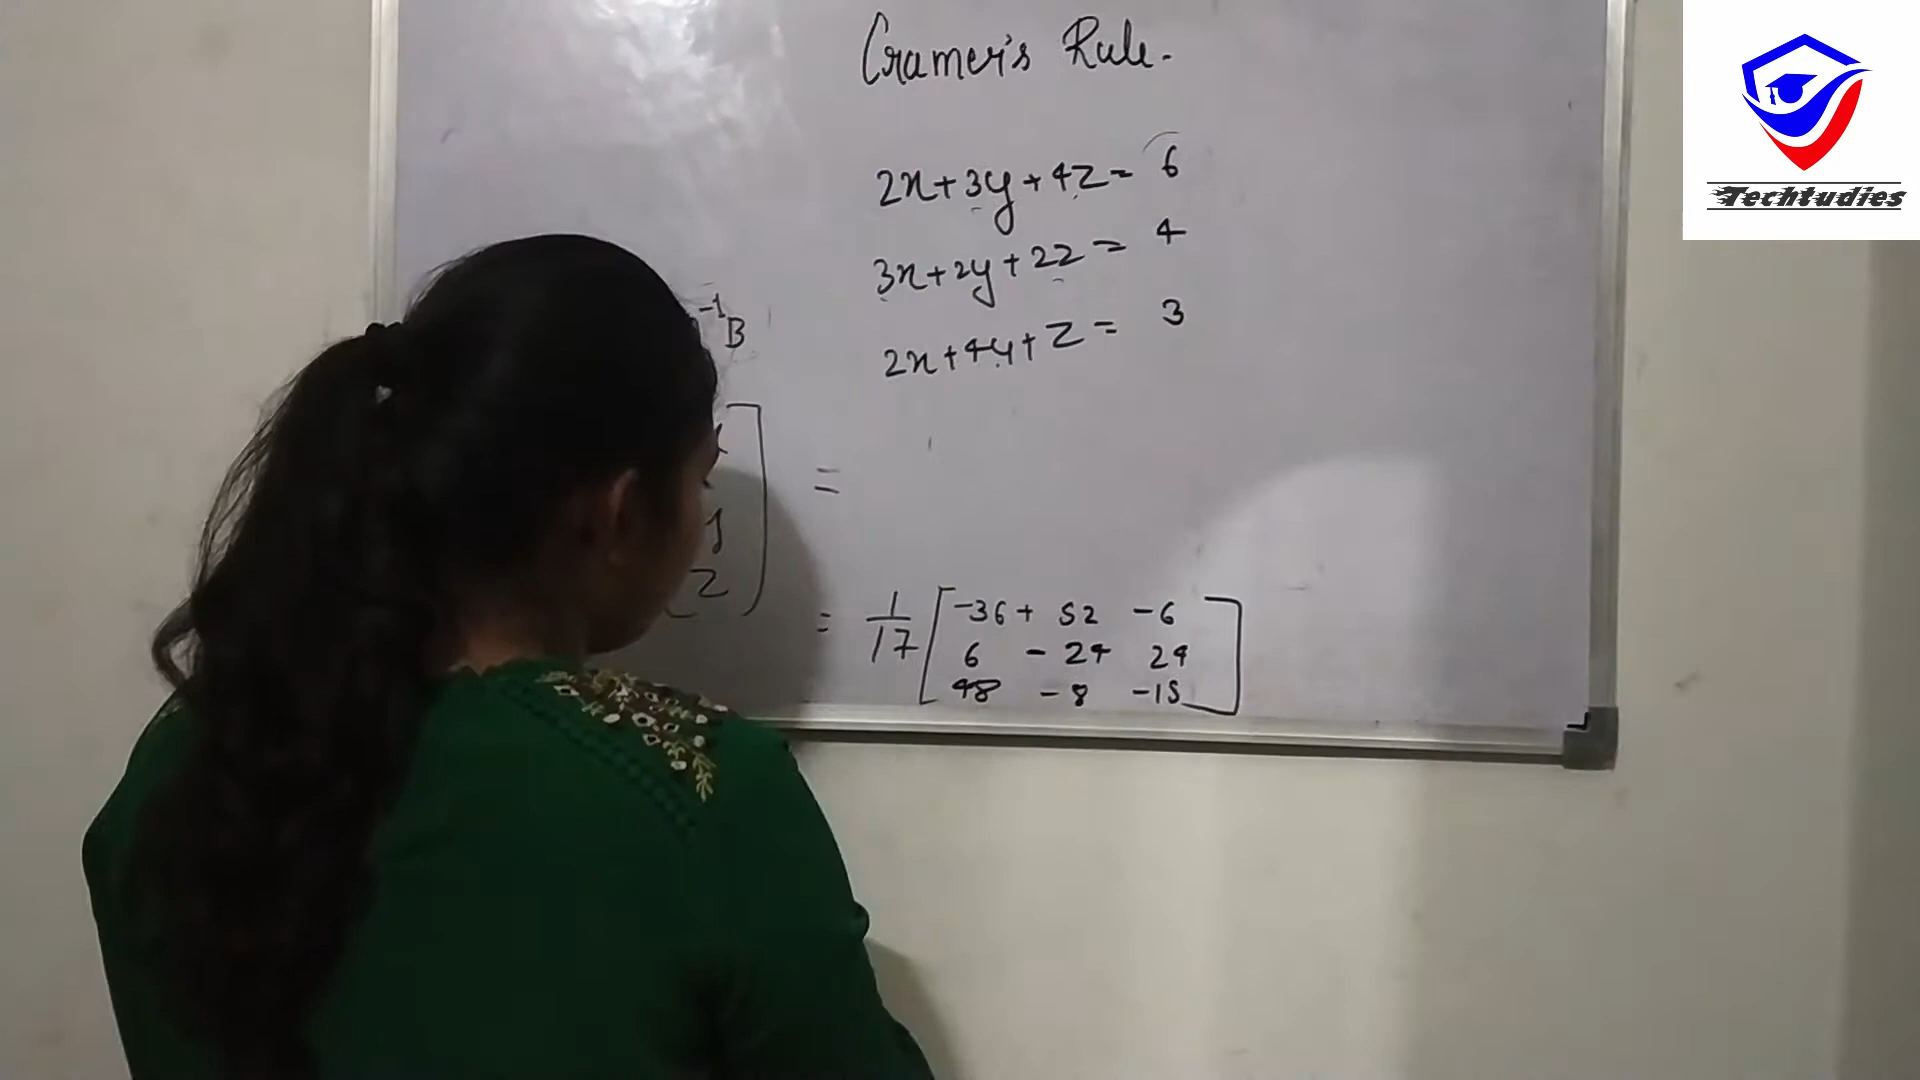 Cramer's Rule.
2x+3y+4z= 6
3x+2y+2z= 4
2x+4y+z= 3
-1
B
=
y
z
= 1/17 [ -36 + 52 -6
6 - 24 24
48 - 8 -15 ]
Techtudies